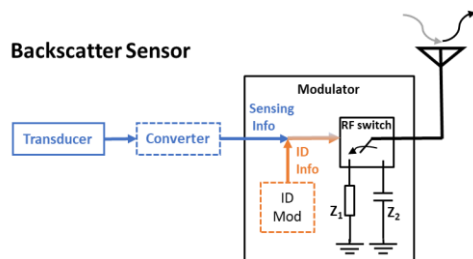 Backscatter Sensor
Modulator
Sensing
Info
RF switch
Transducer
Converter
ID
Info
ID
Mod
Z1
Z2